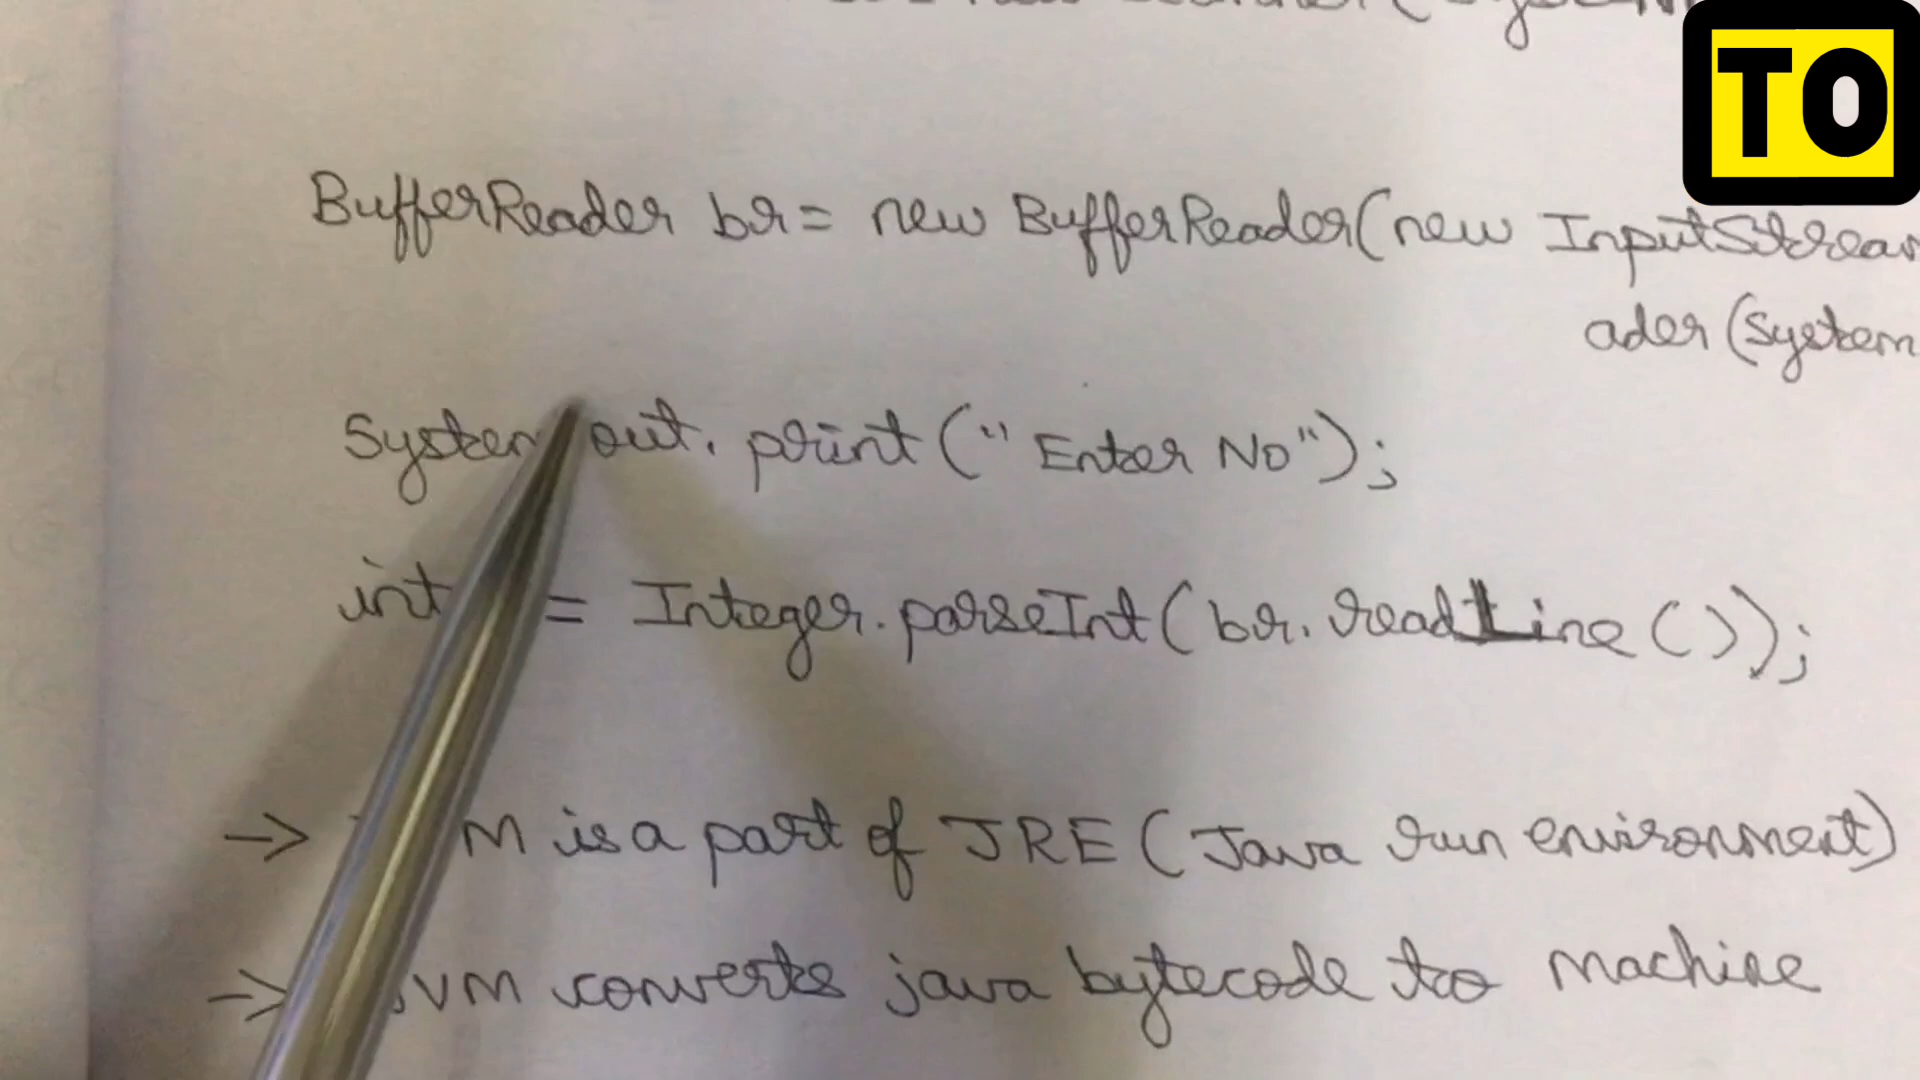 TO
BufferReader br = new BufferReader(new InputStrea
ader (System
System out. print (" Enter No");
int = Integer.parseInt(br.readLine());
→ M is a part of JRE (Java run environment)
→ JVM converts java bytecode to machine